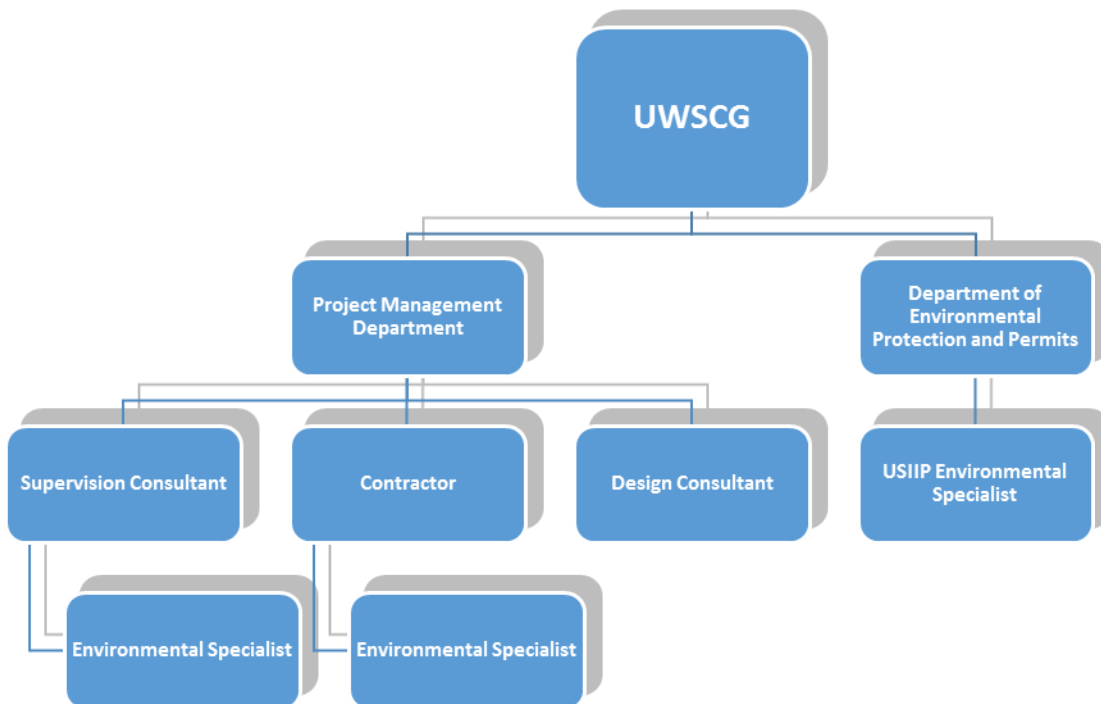 UWSCG
Project Management
Department
Department of
Environmental
Protection and Permits
Supervision Consultant
Contractor
Design Consultant
USIIP Environmental
Specialist
Environmental Specialist
Environmental Specialist